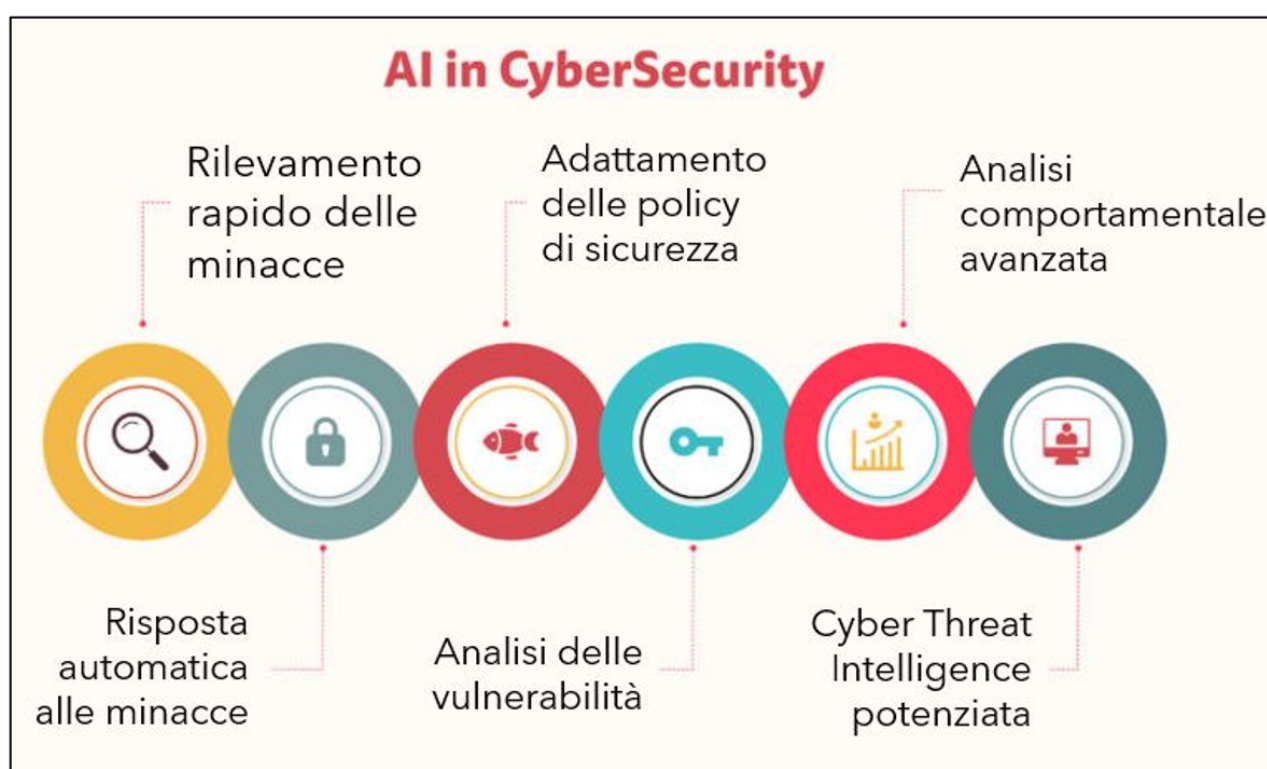 AI in CyberSecurity
Rilevamento
rapido delle
minacce
Adattamento
delle policy
di sicurezza
Analisi
comportamentale
avanzata
Risposta
automatica
alle minacce
Analisi delle
vulnerabilità
Cyber Threat
Intelligence
potenziata